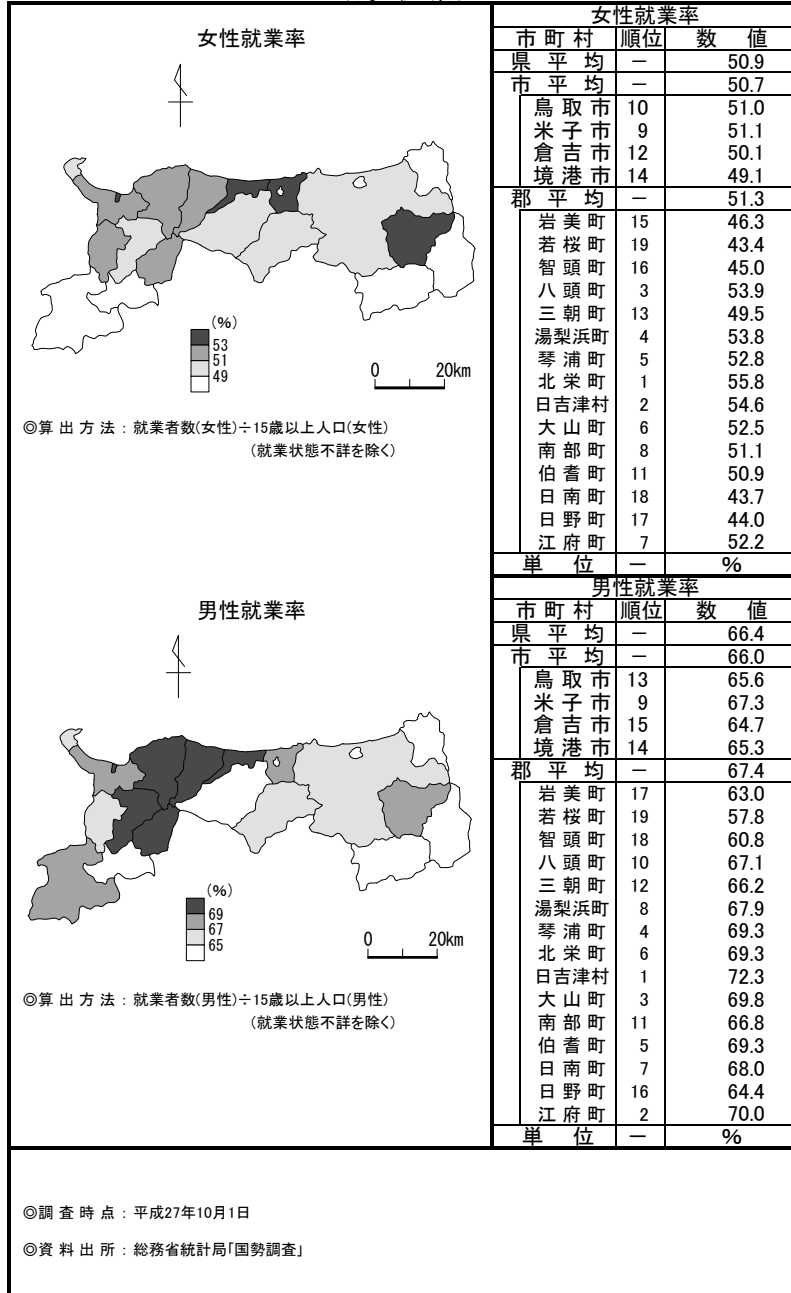 女性就業率
(%)
53
51
49
0 20km
◎算出方法：就業者数(女性)÷15歳以上人口(女性)
(就業状態不詳を除く)
女性就業率
市町村 順位 数値
県平均 － 50.9
市平均 － 50.7
鳥取市 10 51.0
米子市 9 51.1
倉吉市 12 50.1
境港市 14 49.1
郡平均 － 51.3
岩美町 15 46.3
若桜町 19 43.4
智頭町 16 45.0
八頭町 3 53.9
三朝町 13 49.5
湯梨浜町 4 53.8
琴浦町 5 52.8
北栄町 1 55.8
日吉津村 2 54.6
大山町 6 52.5
南部町 8 51.1
伯耆町 11 50.9
日南町 18 43.7
日野町 17 44.0
江府町 7 52.2
単位 － %
男性就業率
(%)
69
67
65
0 20km
◎算出方法：就業者数(男性)÷15歳以上人口(男性)
(就業状態不詳を除く)
男性就業率
市町村 順位 数値
県平均 － 66.4
市平均 － 66.0
鳥取市 13 65.6
米子市 9 67.3
倉吉市 15 64.7
境港市 14 65.3
郡平均 － 67.4
岩美町 17 63.0
若桜町 19 57.8
智頭町 18 60.8
八頭町 10 67.1
三朝町 12 66.2
湯梨浜町 8 67.9
琴浦町 4 69.3
北栄町 6 69.3
日吉津村 1 72.3
大山町 3 69.8
南部町 11 66.8
伯耆町 5 69.3
日南町 7 68.0
日野町 16 64.4
江府町 2 70.0
単位 － %
◎調査時点：平成27年10月1日
◎資料出所：総務省統計局｢国勢調査｣